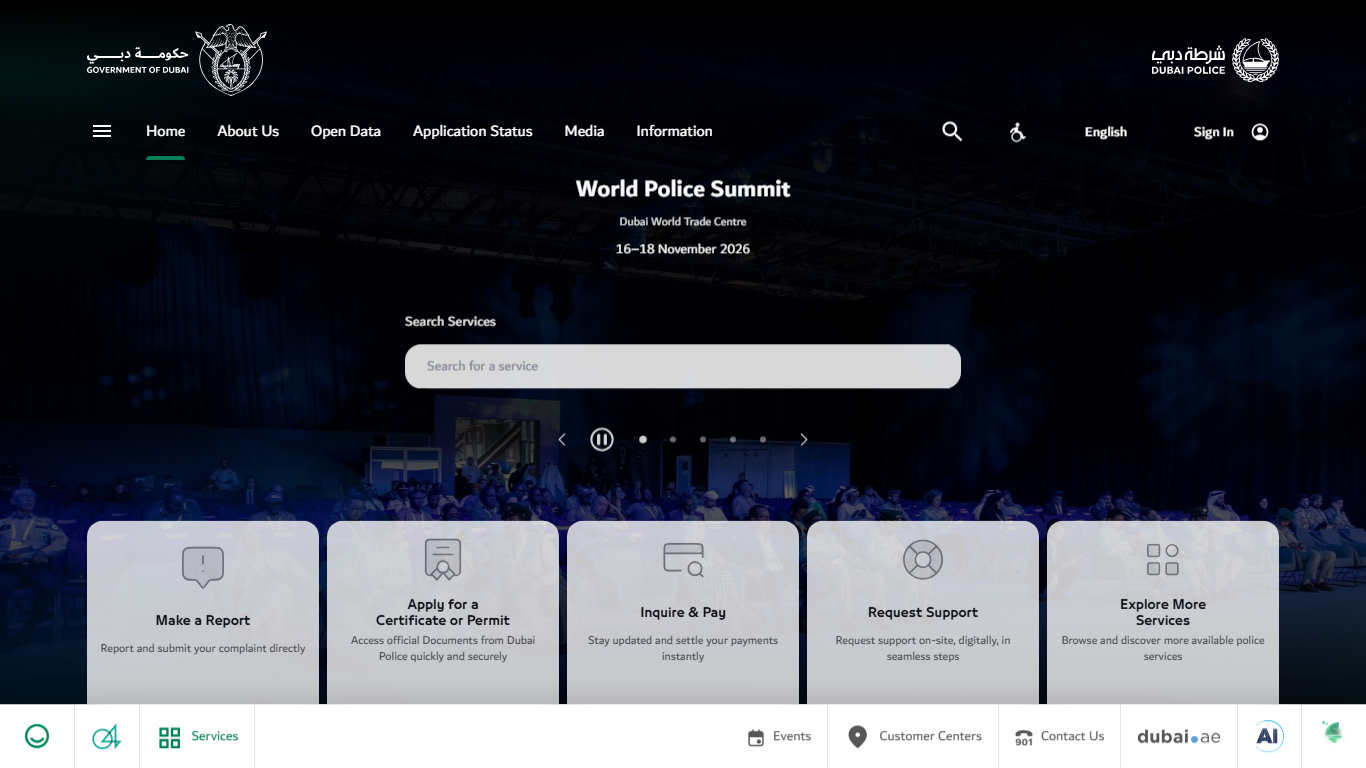 حكومـــة دبـــي
GOVERNMENT OF DUBAI
شرطة دبي
DUBAI POLICE
Home
About Us
Open Data
Application Status
Media
Information
English
Sign In
World Police Summit
Dubai World Trade Centre
16–18 November 2026
Search Services
Search for a service
Make a Report
Report and submit your complaint directly
Apply for a
Certificate or Permit
Access official Documents from Dubai
Police quickly and securely
Inquire & Pay
Stay updated and settle your payments
instantly
Request Support
Request support on-site, digitally, in
seamless steps
Explore More
Services
Browse and discover more available police
services
04
Services
Events
Customer Centers
901
Contact Us
dubai.ae
AI